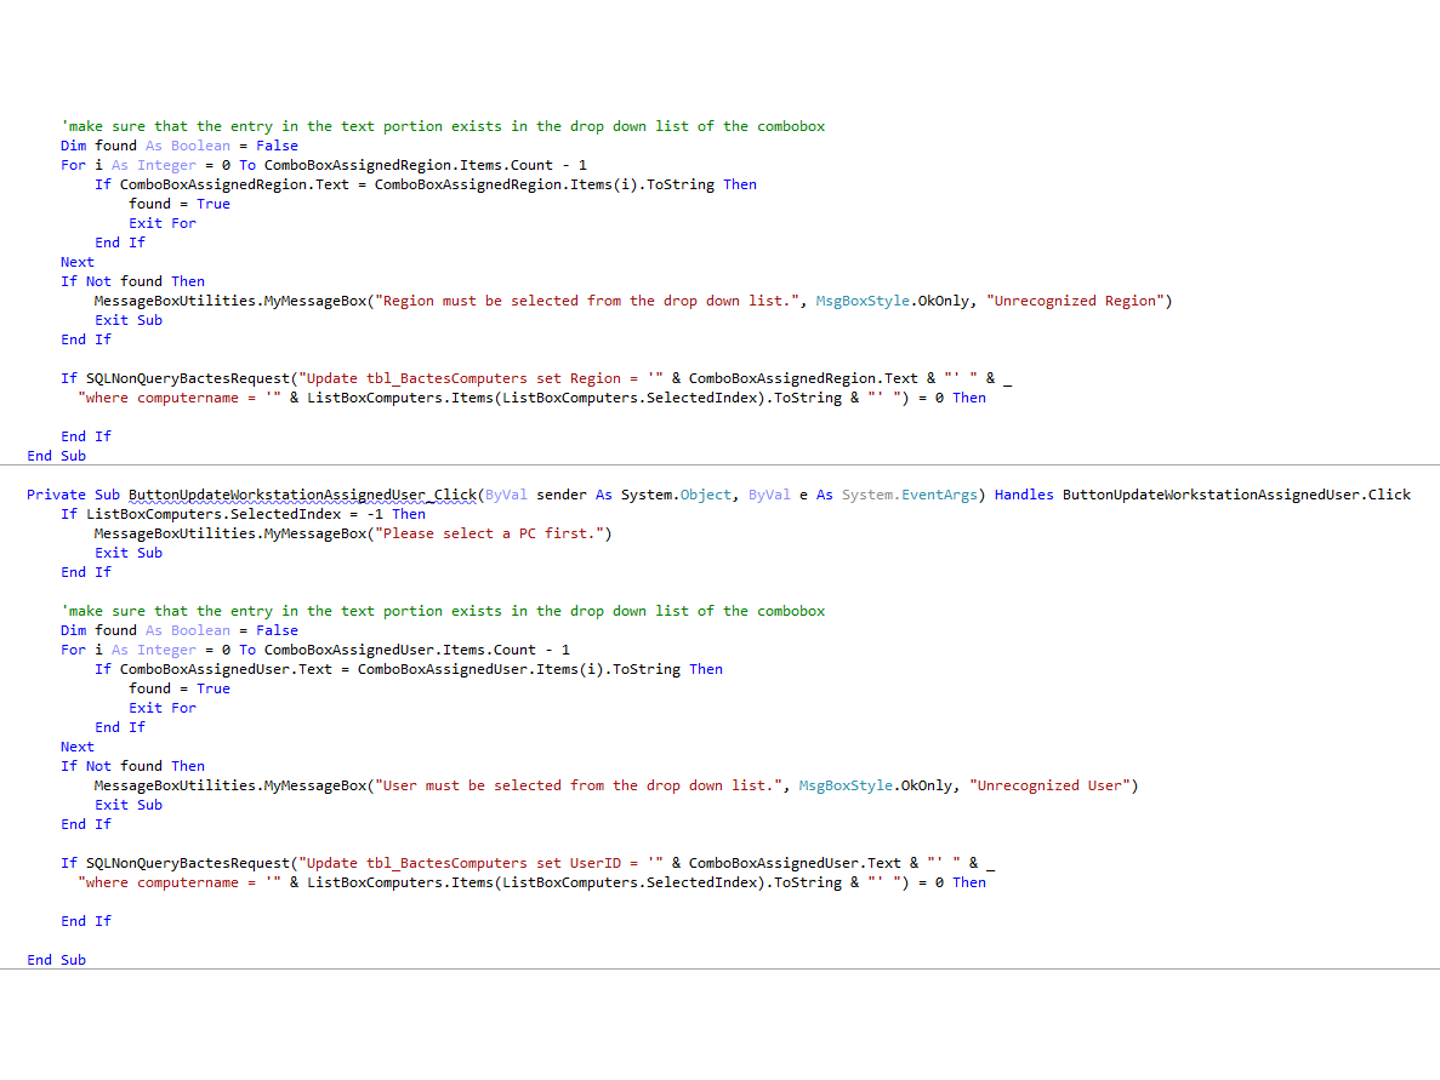 'make sure that the entry in the text portion exists in the drop down list of the combobox
Dim found As Boolean = False
For i As Integer = 0 To ComboBoxAssignedRegion.Items.Count - 1
If ComboBoxAssignedRegion.Text = ComboBoxAssignedRegion.Items(i).ToString Then
found = True
Exit For
End If
Next
If Not found Then
MessageBoxUtilities.MyMessageBox("Region must be selected from the drop down list.", MsgBoxStyle.OkOnly, "Unrecognized Region")
Exit Sub
End If
If SQLNonQueryBactesRequest("Update tbl_BactesComputers set Region = '" & ComboBoxAssignedRegion.Text & "' " & _
"where computername = '" & ListBoxComputers.Items(ListBoxComputers.SelectedIndex).ToString & "' ") = 0 Then
End If
End Sub
Private Sub ButtonUpdateWorkstationAssignedUser_Click(ByVal sender As System.Object, ByVal e As System.EventArgs) Handles ButtonUpdateWorkstationAssignedUser.Click
If ListBoxComputers.SelectedIndex = -1 Then
MessageBoxUtilities.MyMessageBox("Please select a PC first.")
Exit Sub
End If
'make sure that the entry in the text portion exists in the drop down list of the combobox
Dim found As Boolean = False
For i As Integer = 0 To ComboBoxAssignedUser.Items.Count - 1
If ComboBoxAssignedUser.Text = ComboBoxAssignedUser.Items(i).ToString Then
found = True
Exit For
End If
Next
If Not found Then
MessageBoxUtilities.MyMessageBox("User must be selected from the drop down list.", MsgBoxStyle.OkOnly, "Unrecognized User")
Exit Sub
End If
If SQLNonQueryBactesRequest("Update tbl_BactesComputers set UserID = '" & ComboBoxAssignedUser.Text & "' " & _
"where computername = '" & ListBoxComputers.Items(ListBoxComputers.SelectedIndex).ToString & "' ") = 0 Then
End If
End Sub